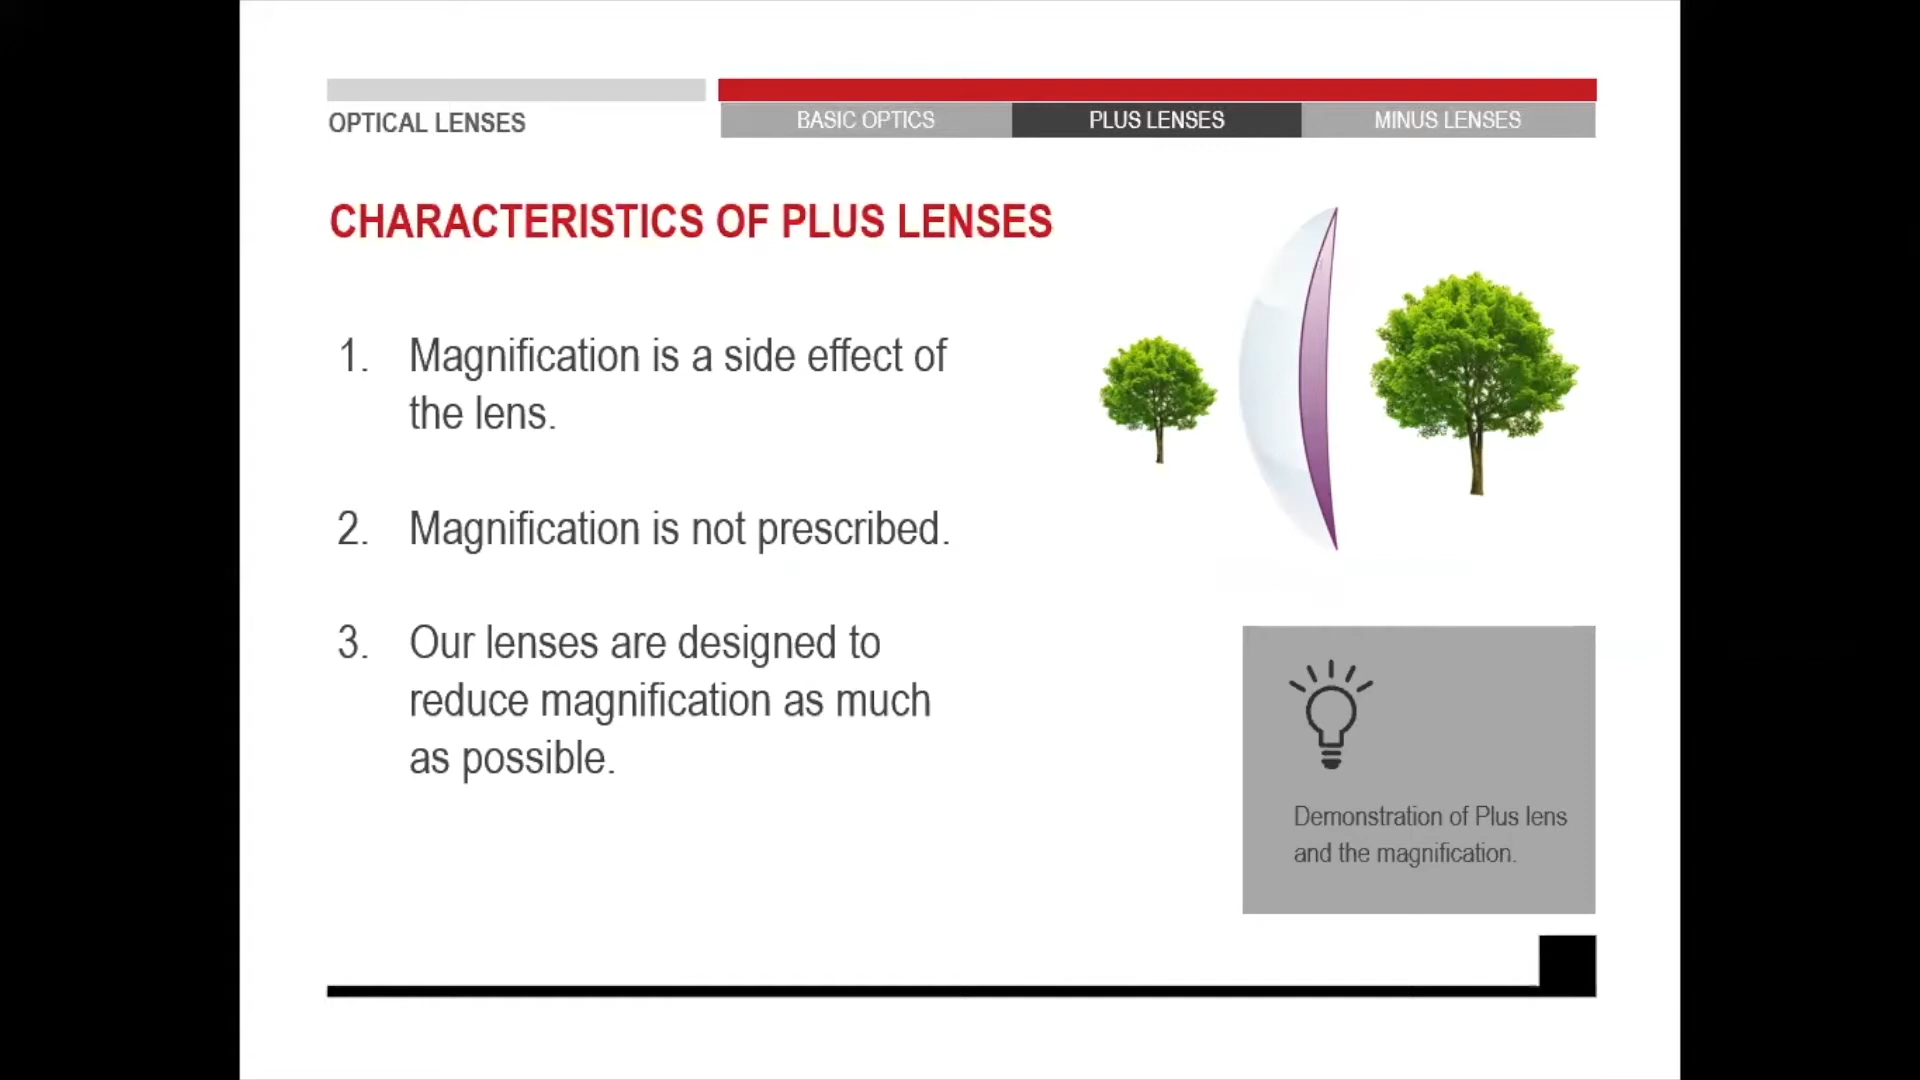 OPTICAL LENSES
BASIC OPTICS
PLUS LENSES
MINUS LENSES
CHARACTERISTICS OF PLUS LENSES
1. Magnification is a side effect of
the lens.
2. Magnification is not prescribed.
3. Our lenses are designed to
reduce magnification as much
as possible.
Demonstration of Plus lens
and the magnification.